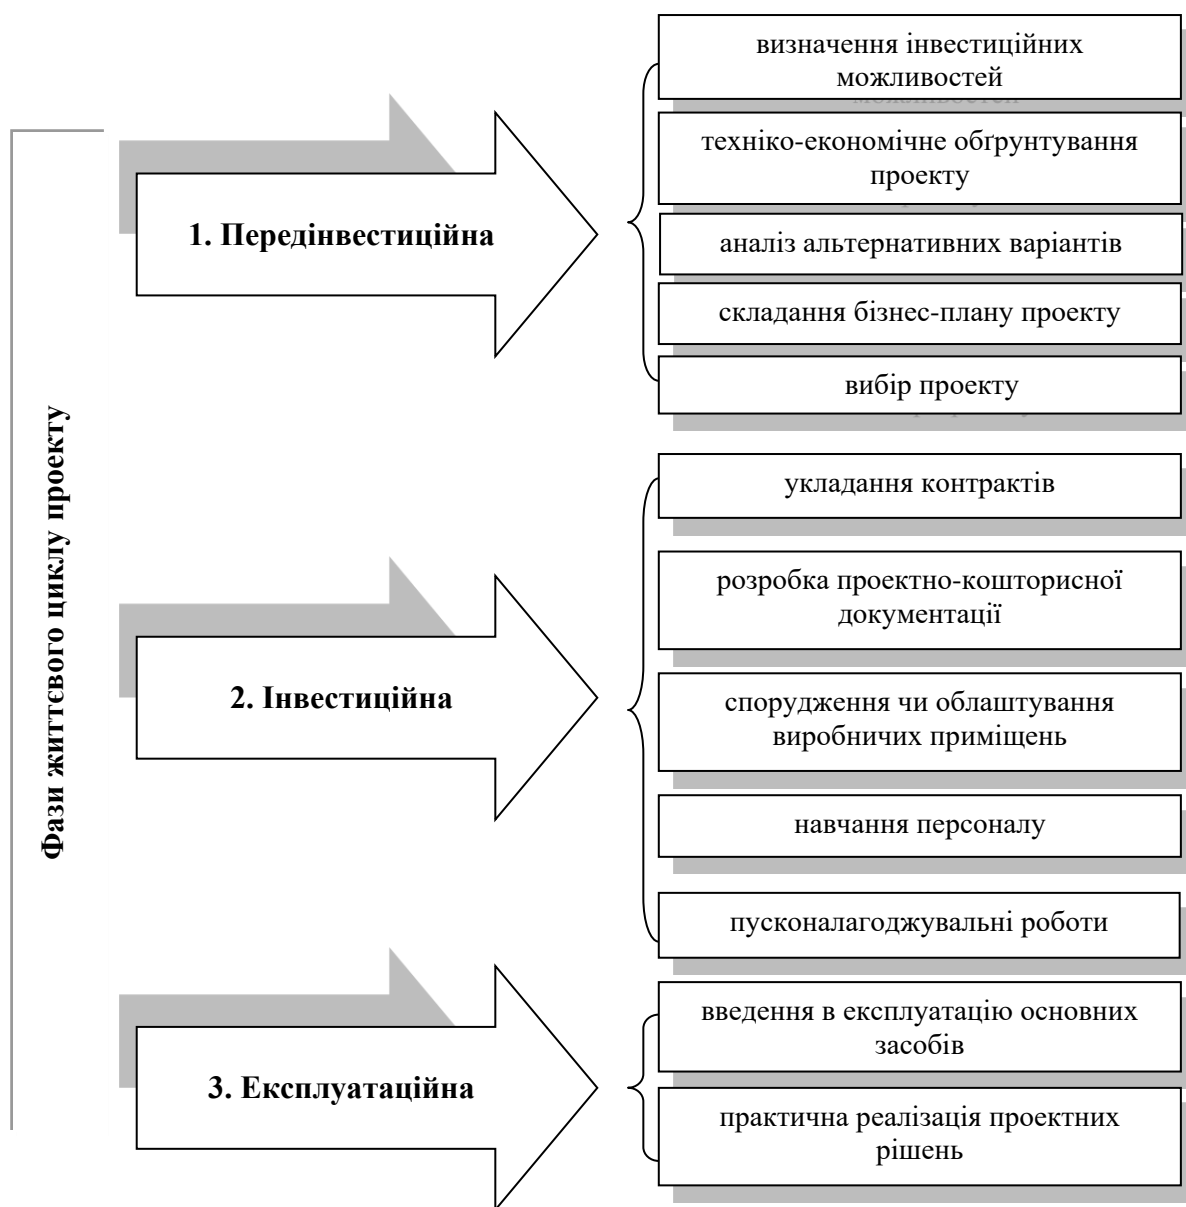 Фази життєвого циклу проекту
1. Передінвестиційна
визначення інвестиційних
можливостей
техніко-економічне обґрунтування
проекту
аналіз альтернативних варіантів
складання бізнес-плану проекту
вибір проекту
2. Інвестиційна
укладання контрактів
розробка проектно-кошторисної
документації
спорудження чи облаштування
виробничих приміщень
навчання персоналу
пусконалагоджувальні роботи
3. Експлуатаційна
введення в експлуатацію основних
засобів
практична реалізація проектних
рішень